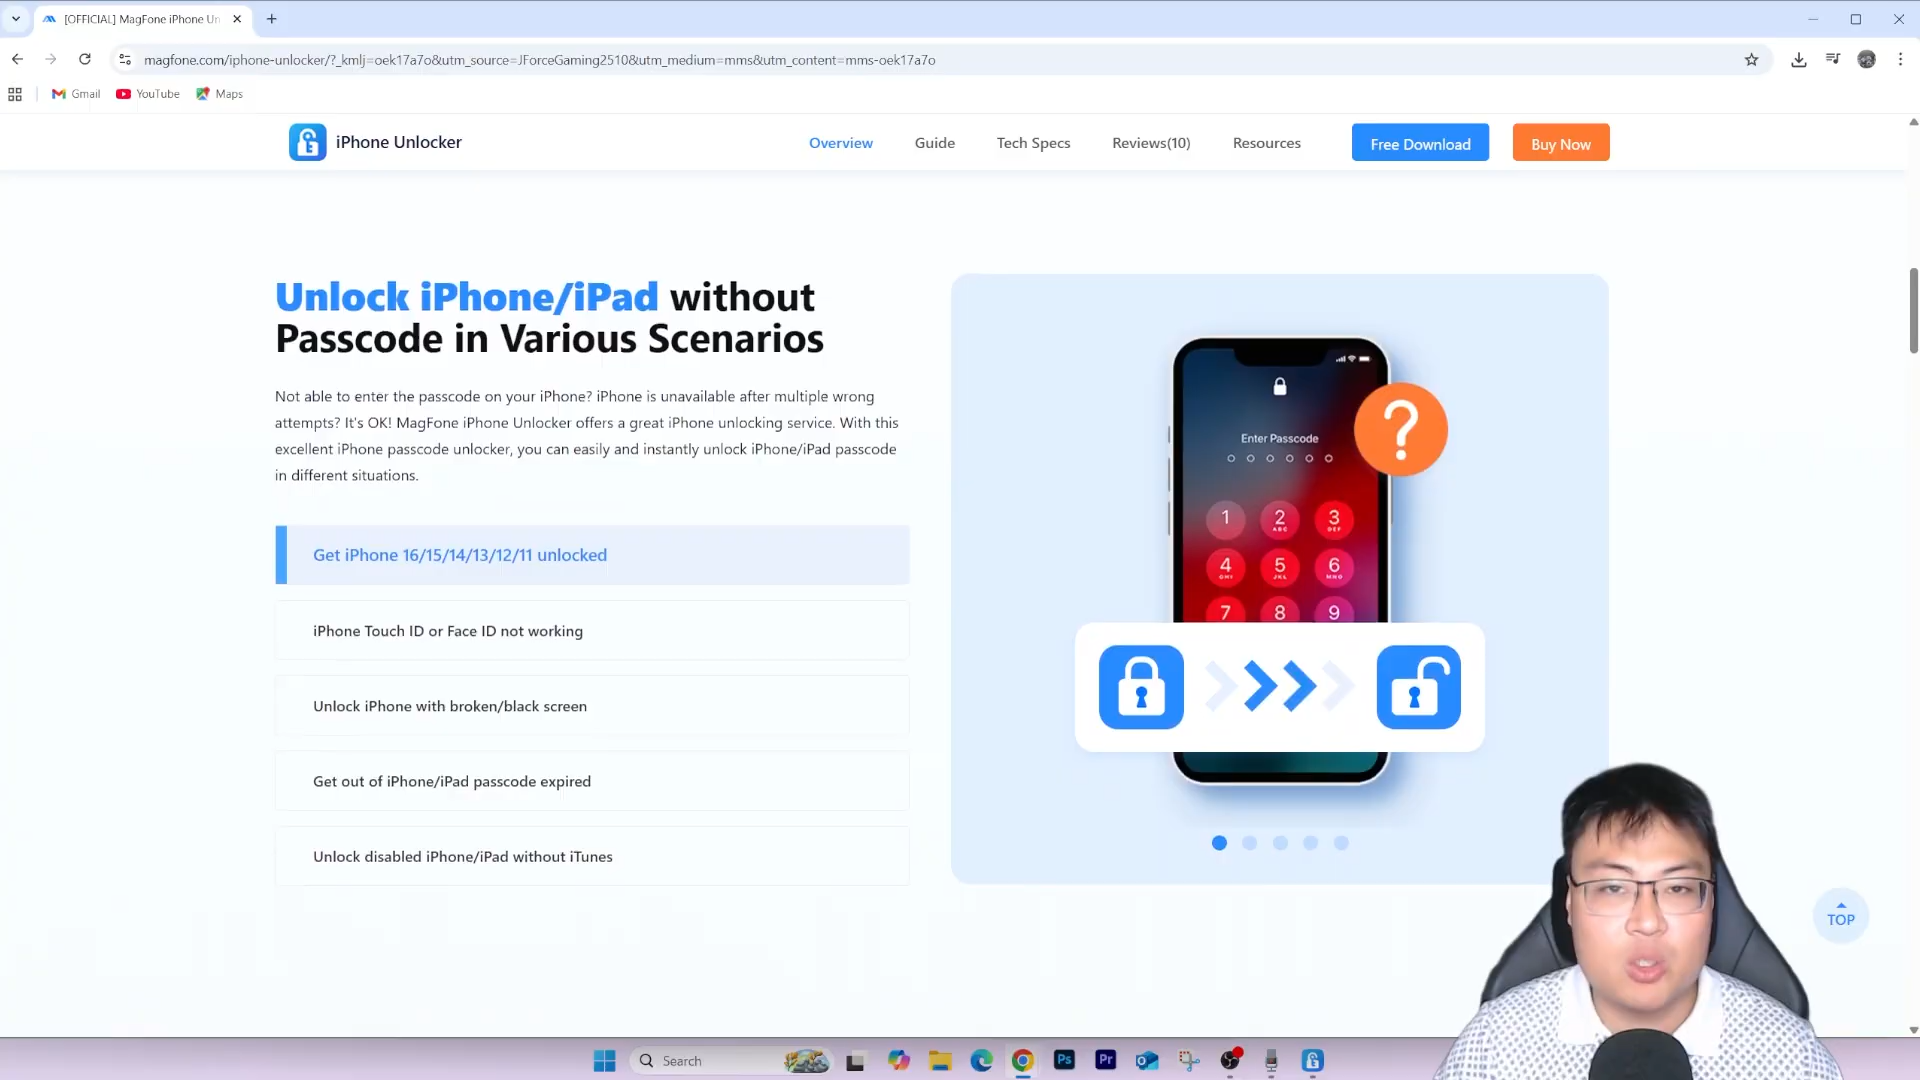 [OFFICIAL] MagFone iPhone Un
magfone.com/iphone-unlocker/?_kmlj=oek17a7o&utm_source=JForceGaming2510&utm_medium=mms&utm_content=mms-oek17a7o
Gmail
YouTube
Maps
iPhone Unlocker
Overview
Guide
Tech Specs
Reviews(10)
Resources
Free Download
Buy Now
Unlock iPhone/iPad without
Passcode in Various Scenarios
Not able to enter the passcode on your iPhone? iPhone is unavailable after multiple wrong
attempts? It's OK! MagFone iPhone Unlocker offers a great iPhone unlocking service. With this
excellent iPhone passcode unlocker, you can easily and instantly unlock iPhone/iPad passcode
in different situations.
Get iPhone 16/15/14/13/12/11 unlocked
iPhone Touch ID or Face ID not working
Unlock iPhone with broken/black screen
Get out of iPhone/iPad passcode expired
Unlock disabled iPhone/iPad without iTunes
Enter Passcode
?
1 2 3
ABC DEF
4 5 6
GHI JKL MNO
7 8 9
TOP
Search
Ps
Pr